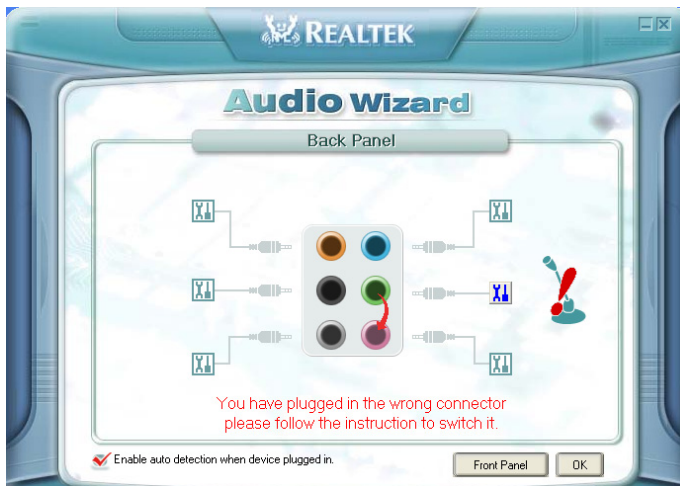 REALTEK
Audio Wizard
Back Panel
You have plugged in the wrong connector
please follow the instruction to switch it.
Enable auto detection when device plugged in.
Front Panel
OK